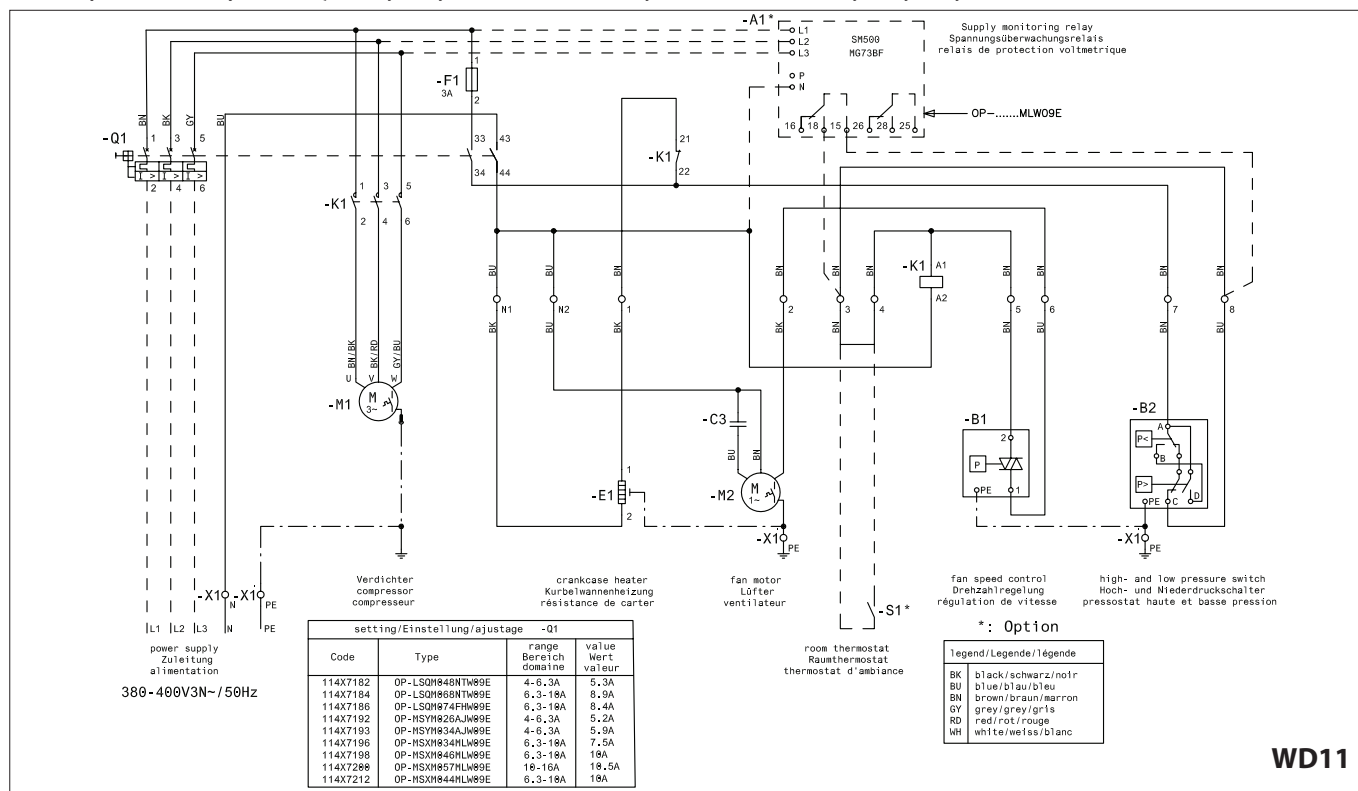 -A1*
L1
L2
L3
P
N
SM500
MG73BF
16 18 15 26 28 25
Supply monitoring relay
Spannungsüberwachungsrelais
relais de protection voltmetrique
OP-.......MLW09E
-F1
3A
1
2
BN
BK
GY
BU
-Q1
1 3 5
I > I > I >
2 4 6
33 43
34 44
-K1
21
22
-K1
1 3 5
2 4 6
-K1 A1
A2
BU
BU
BN
BN
BN
BN
BN
BN
BN
BN
N1
N2
1
2
3
4
5
6
7
8
BK
BU
BK
BK
BN
BN
BN
BU
BN
BU
BN/BK
BK/RD
GY/BU
U V W
-M1
M
3~
-C3
BU
BN
-M2
M
1~
-E1
1
2
-B1
2
P
PE
1
-B2
A
P<
B
P>
D
PE
C
-X1
PE
-X1
PE
-X1
N
-X1
PE
-S1*
L1 L2 L3 N PE
power supply
Zuleitung
alimentation
380-400V3N~/50Hz
Verdichter
compressor
compresseur
crankcase heater
Kurbelwannenheizung
résistance de carter
fan motor
Lüfter
ventilateur
room thermostat
Raumthermostat
thermostat d'ambiance
fan speed control
Drehzahlregelung
régulation de vitesse
high- and low pressure switch
Hoch- und Niederdruckschalter
pressostat haute et basse pression
setting/Einstellung/ajustage -Q1
Code Type range Bereich domaine value Wert valeur
114X7182 OP-LSQM048NTW09E 4-6.3A 5.3A
114X7184 OP-LSQM068NTW09E 6.3-10A 8.9A
114X7186 OP-LSQM074FHW09E 6.3-10A 8.4A
114X7192 OP-MSYM026AJW09E 4-6.3A 5.2A
114X7193 OP-MSYM034AJW09E 4-6.3A 5.9A
114X7196 OP-MSXM034MLW09E 6.3-10A 7.5A
114X7198 OP-MSXM046MLW09E 6.3-10A 10A
114X7200 OP-MSXM057MLW09E 10-16A 10.5A
114X7212 OP-MSXM044MLW09E 6.3-10A 10A
*: Option
legend/Legende/légende
BK black/schwarz/noir
BU blue/blau/bleu
BN brown/braun/marron
GY grey/grey/gris
RD red/rot/rouge
WH white/weiss/blanc
WD11